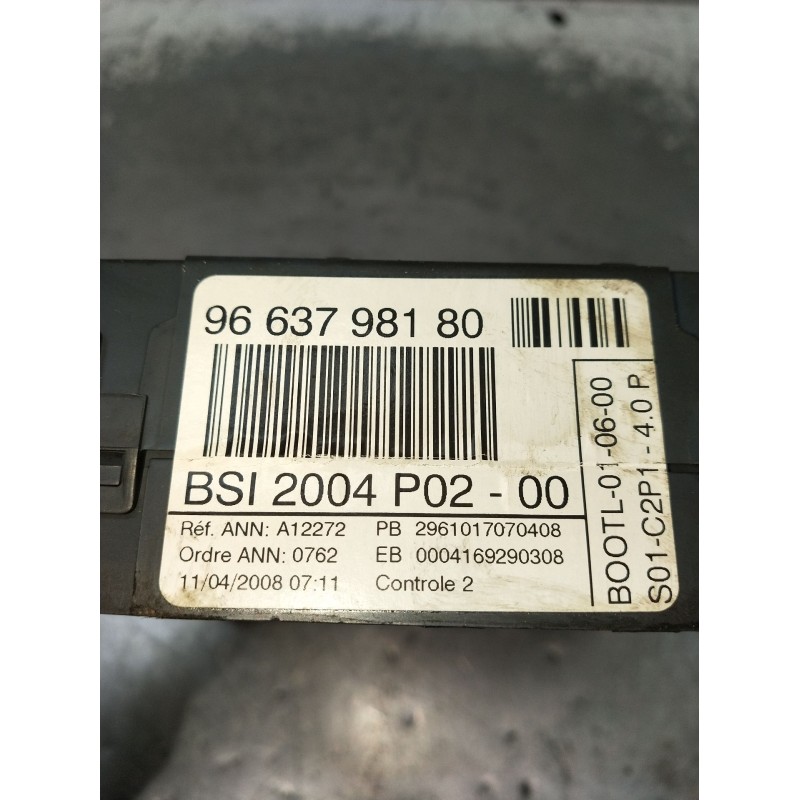 96 637 981 80
BSI 2004 P02 - 00
Réf. ANN: A12272 PB 2961017070408
Ordre ANN: 0762 EB 0004169290308
11/04/2008 07:11 Controle 2
BOOTL-01-06-00
S01-C2P1 - 4.0 P